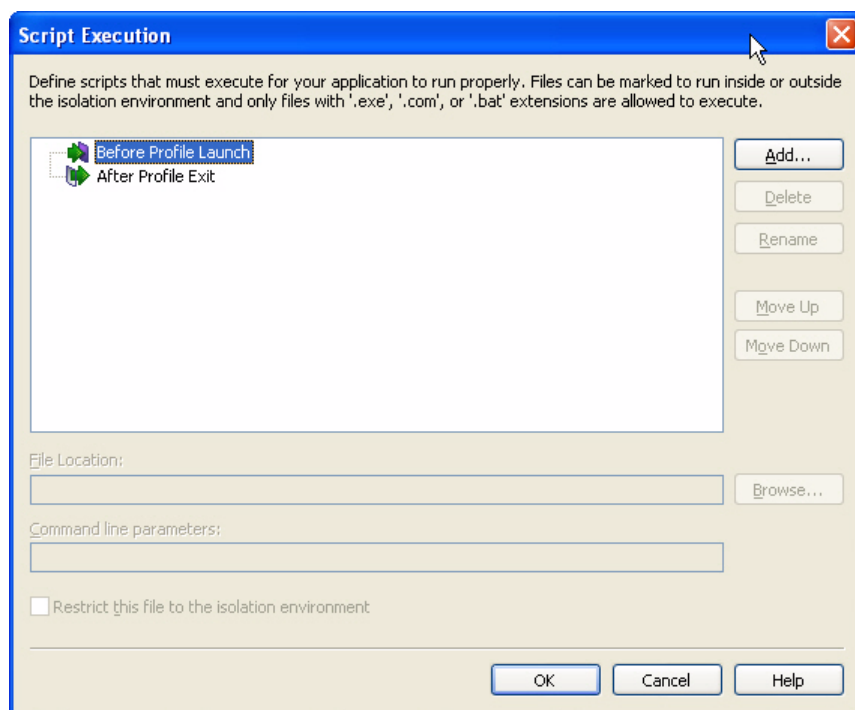 Script Execution
Define scripts that must execute for your application to run properly. Files can be marked to run inside or outside
the isolation environment and only files with '.exe', '.com', or '.bat' extensions are allowed to execute.
Before Profile Launch
After Profile Exit
Add...
Delete
Rename
Move Up
Move Down
File Location:
Browse...
Command line parameters:
Restrict this file to the isolation environment
OK
Cancel
Help